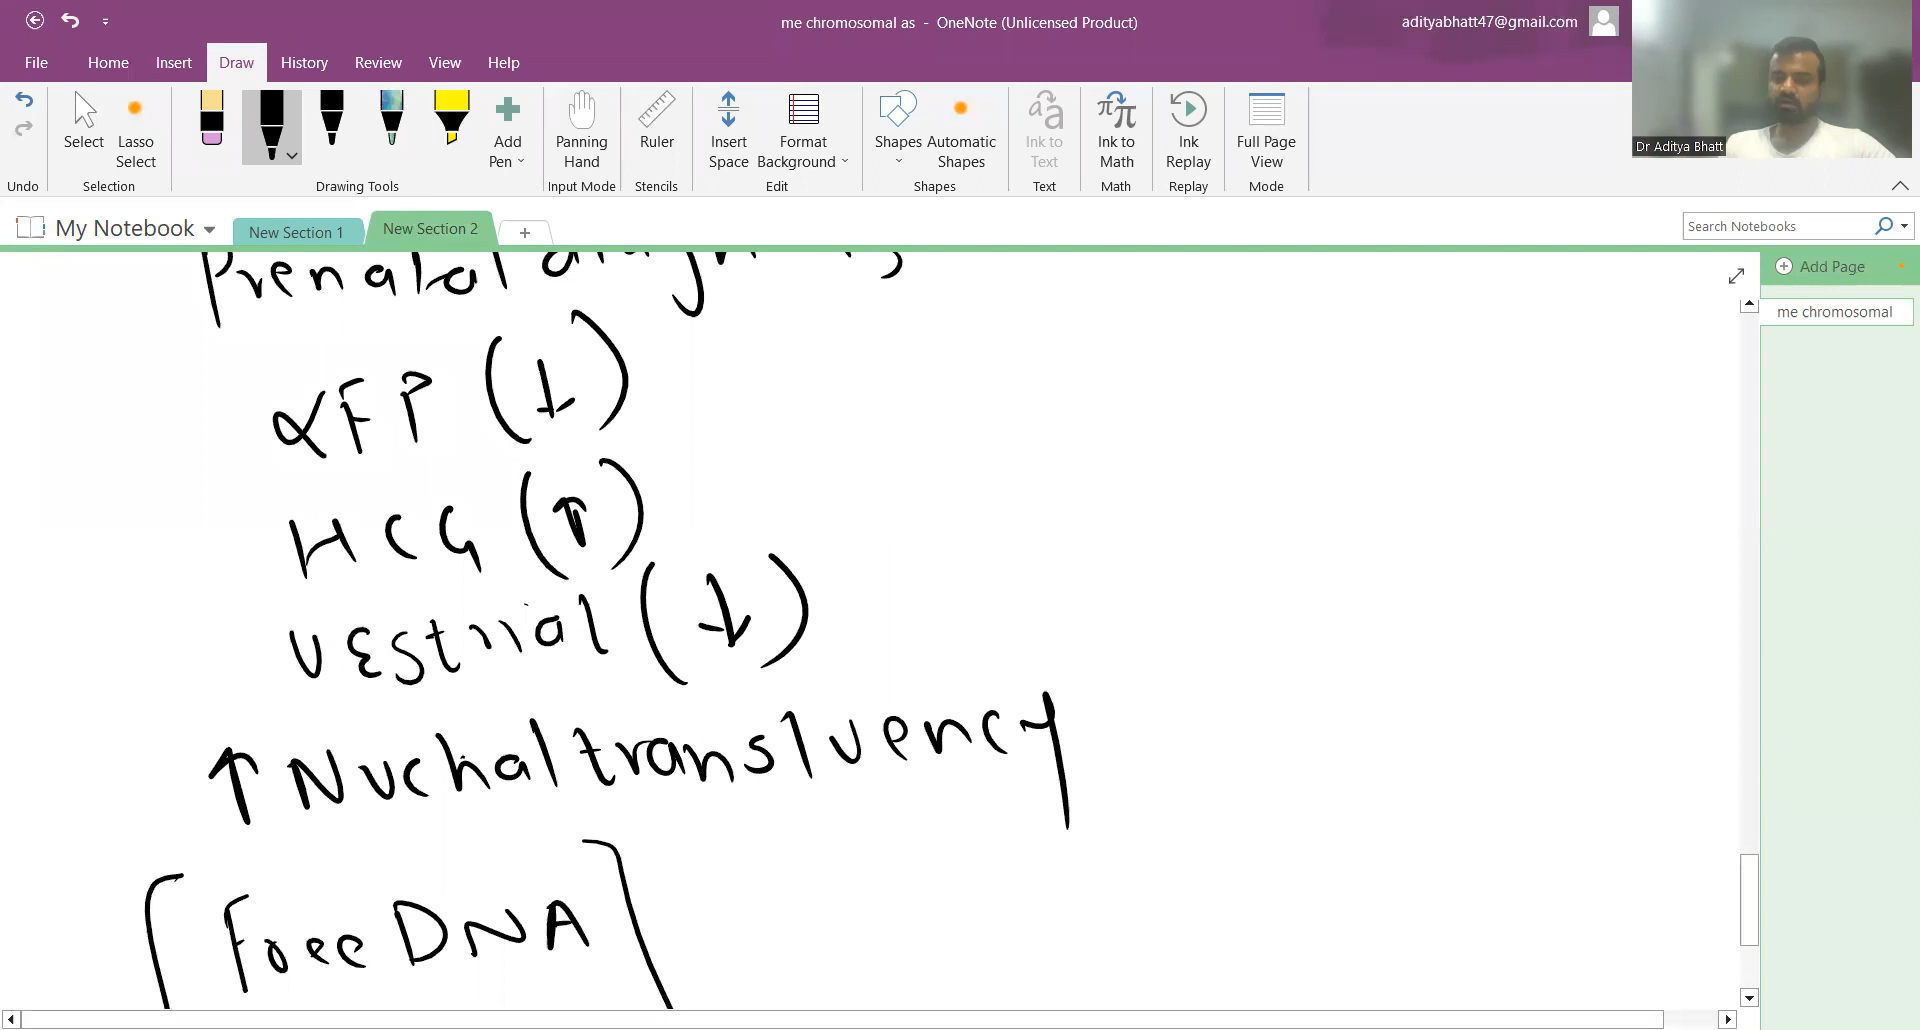 me chromosomal as - OneNote (Unlicensed Product)
adityabhatt47@gmail.com
File Home Insert Draw History Review View Help
Select
Lasso Select
Add Pen
Panning Hand
Ruler
Insert Space
Format Background
Shapes
Automatic Shapes
aa
Ink to Text
ππ
Ink to Math
Ink Replay
Full Page View
Undo Selection Drawing Tools Input Mode Stencils Edit Shapes Text Math Replay Mode
Dr Aditya Bhatt
My Notebook New Section 1 New Section 2 +
Search Notebooks
Add Page
me chromosomal
Prenatal
αFP (↓)
HCG (↑)
UEstrial (↓)
↑ Nuchal transluency
[Free DNA]